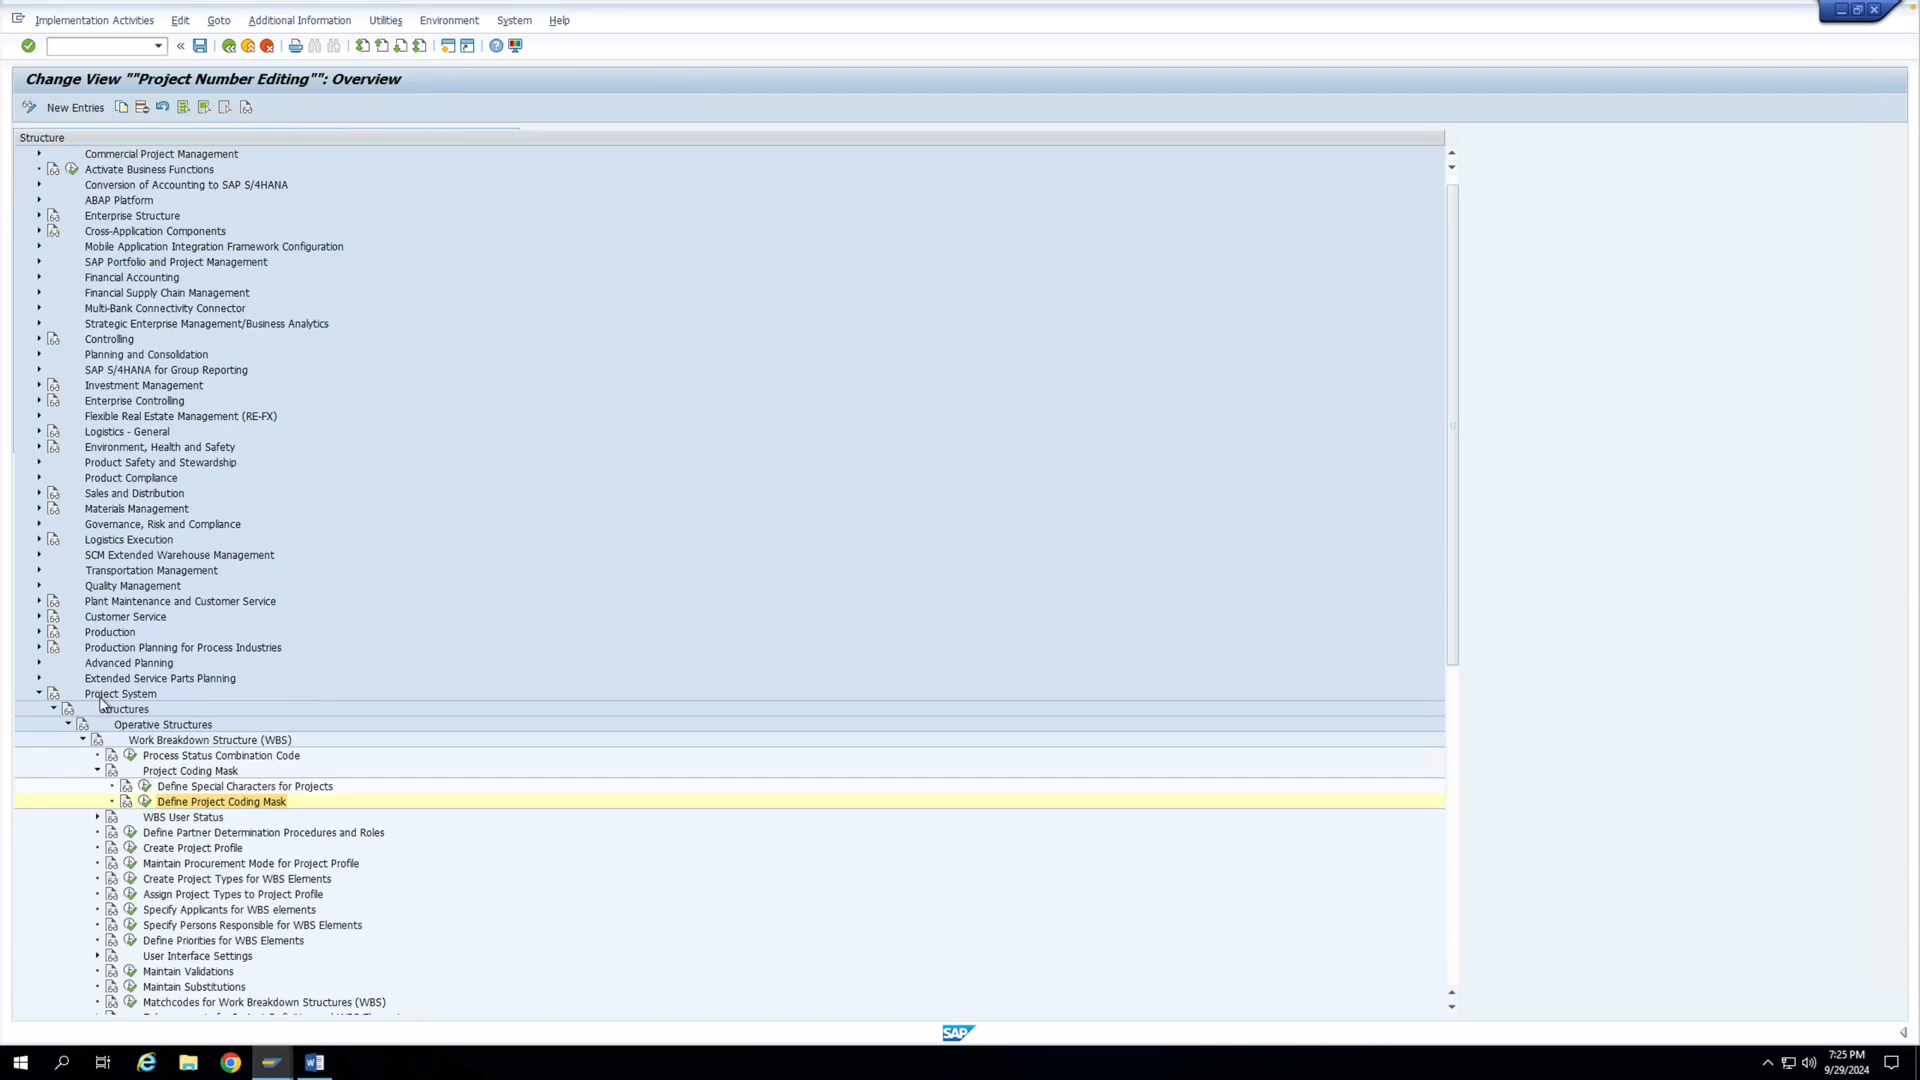 Implementation Activities Edit Goto Additional Information Utilities Environment System Help
Change View ""Project Number Editing"": Overview
New Entries
Structure
Commercial Project Management
Activate Business Functions
Conversion of Accounting to SAP S/4HANA
ABAP Platform
Enterprise Structure
Cross-Application Components
Mobile Application Integration Framework Configuration
SAP Portfolio and Project Management
Financial Accounting
Financial Supply Chain Management
Multi-Bank Connectivity Connector
Strategic Enterprise Management/Business Analytics
Controlling
Planning and Consolidation
SAP S/4HANA for Group Reporting
Investment Management
Enterprise Controlling
Flexible Real Estate Management (RE-FX)
Logistics - General
Environment, Health and Safety
Product Safety and Stewardship
Product Compliance
Sales and Distribution
Materials Management
Governance, Risk and Compliance
Logistics Execution
SCM Extended Warehouse Management
Transportation Management
Quality Management
Plant Maintenance and Customer Service
Customer Service
Production
Production Planning for Process Industries
Advanced Planning
Extended Service Parts Planning
Project System
Structures
Operative Structures
Work Breakdown Structure (WBS)
Process Status Combination Code
Project Coding Mask
Define Special Characters for Projects
Define Project Coding Mask
WBS User Status
Define Partner Determination Procedures and Roles
Create Project Profile
Maintain Procurement Mode for Project Profile
Create Project Types for WBS Elements
Assign Project Types to Project Profile
Specify Applicants for WBS elements
Specify Persons Responsible for WBS Elements
Define Priorities for WBS Elements
User Interface Settings
Maintain Validations
Maintain Substitutions
Matchcodes for Work Breakdown Structures (WBS)
SAP
7:25 PM
9/29/2024